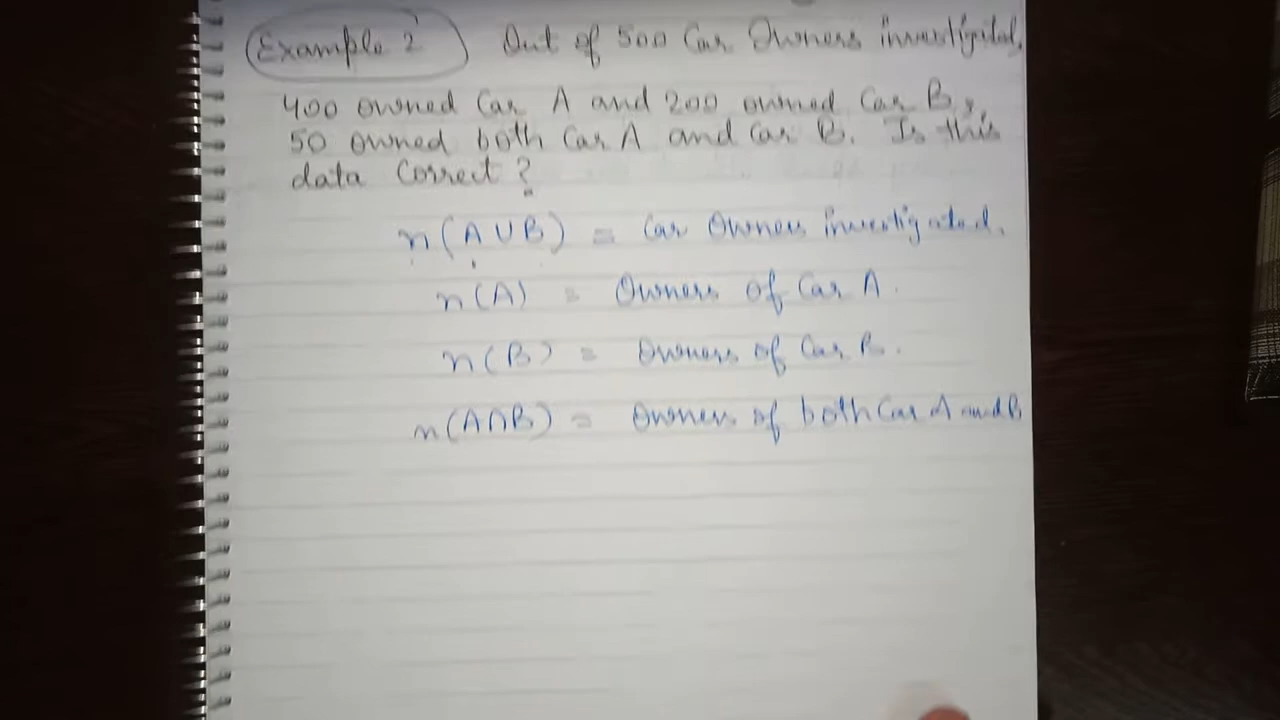 Example 2 Out of 500 Car Owners investigated,
400 owned Car A and 200 owned Car B,
50 owned both Car A and Car B. Is this
data Correct ?
n(A∪B) = Car Owners investigated.
n(A) = Owners of Car A.
n(B) = Owners of Car B.
n(A∩B) = Owners of both Car A and B